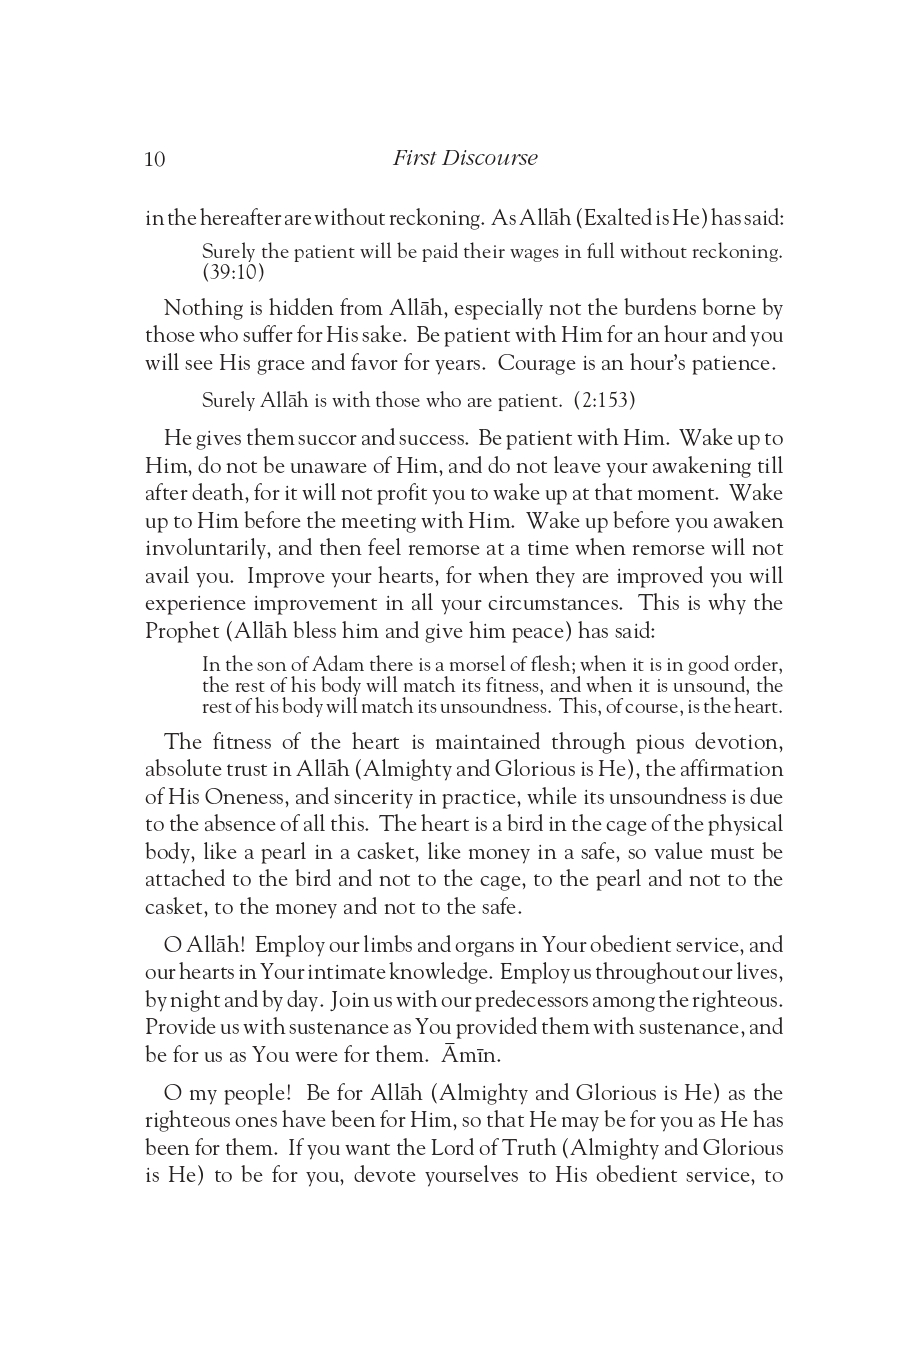 10
First Discourse
in the hereafter are without reckoning. As Allāh (Exalted is He) has said:
Surely the patient will be paid their wages in full without reckoning.
(39:10)
Nothing is hidden from Allāh, especially not the burdens borne by
those who suffer for His sake. Be patient with Him for an hour and you
will see His grace and favor for years. Courage is an hour’s patience.
Surely Allāh is with those who are patient. (2:153)
He gives them succor and success. Be patient with Him. Wake up to
Him, do not be unaware of Him, and do not leave your awakening till
after death, for it will not profit you to wake up at that moment. Wake
up to Him before the meeting with Him. Wake up before you awaken
involuntarily, and then feel remorse at a time when remorse will not
avail you. Improve your hearts, for when they are improved you will
experience improvement in all your circumstances. This is why the
Prophet (Allāh bless him and give him peace) has said:
In the son of Adam there is a morsel of flesh; when it is in good order,
the rest of his body will match its fitness, and when it is unsound, the
rest of his body will match its unsoundness. This, of course, is the heart.
The fitness of the heart is maintained through pious devotion,
absolute trust in Allāh (Almighty and Glorious is He), the affirmation
of His Oneness, and sincerity in practice, while its unsoundness is due
to the absence of all this. The heart is a bird in the cage of the physical
body, like a pearl in a casket, like money in a safe, so value must be
attached to the bird and not to the cage, to the pearl and not to the
casket, to the money and not to the safe.
O Allāh! Employ our limbs and organs in Your obedient service, and
our hearts in Your intimate knowledge. Employ us throughout our lives,
by night and by day. Join us with our predecessors among the righteous.
Provide us with sustenance as You provided them with sustenance, and
be for us as You were for them. Āmīn.
O my people! Be for Allāh (Almighty and Glorious is He) as the
righteous ones have been for Him, so that He may be for you as He has
been for them. If you want the Lord of Truth (Almighty and Glorious
is He) to be for you, devote yourselves to His obedient service, to